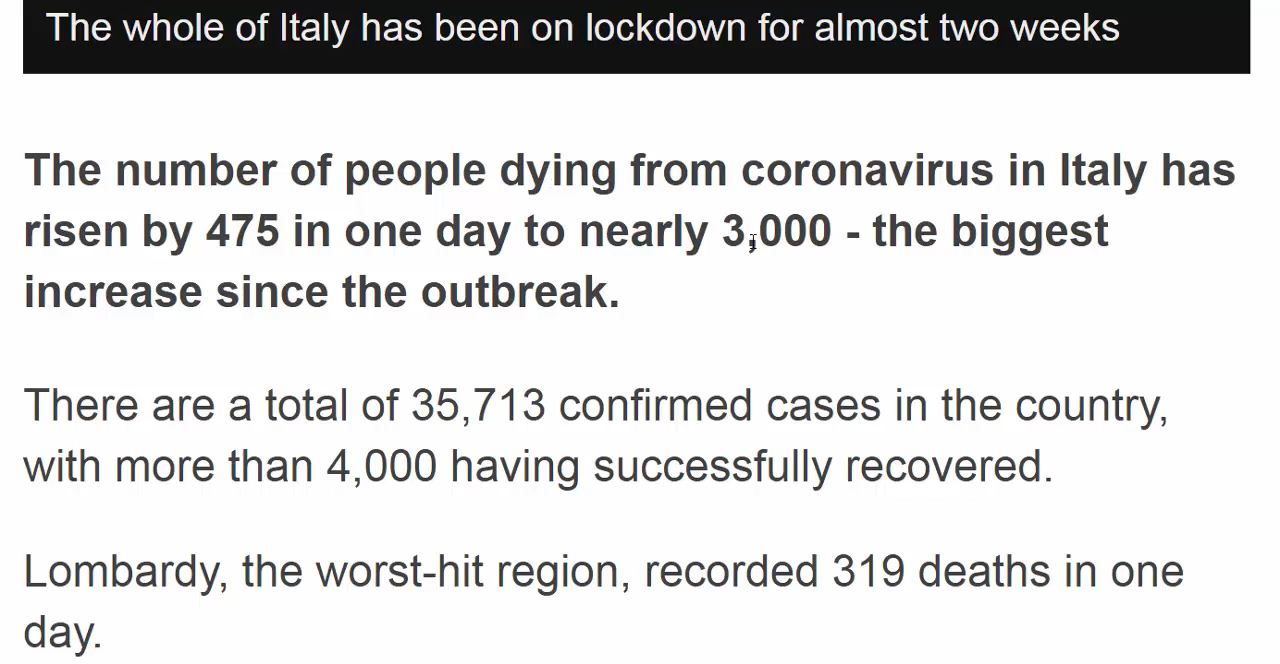 The whole of Italy has been on lockdown for almost two weeks
The number of people dying from coronavirus in Italy has
risen by 475 in one day to nearly 3,000 - the biggest
increase since the outbreak.
There are a total of 35,713 confirmed cases in the country,
with more than 4,000 having successfully recovered.
Lombardy, the worst-hit region, recorded 319 deaths in one
day.